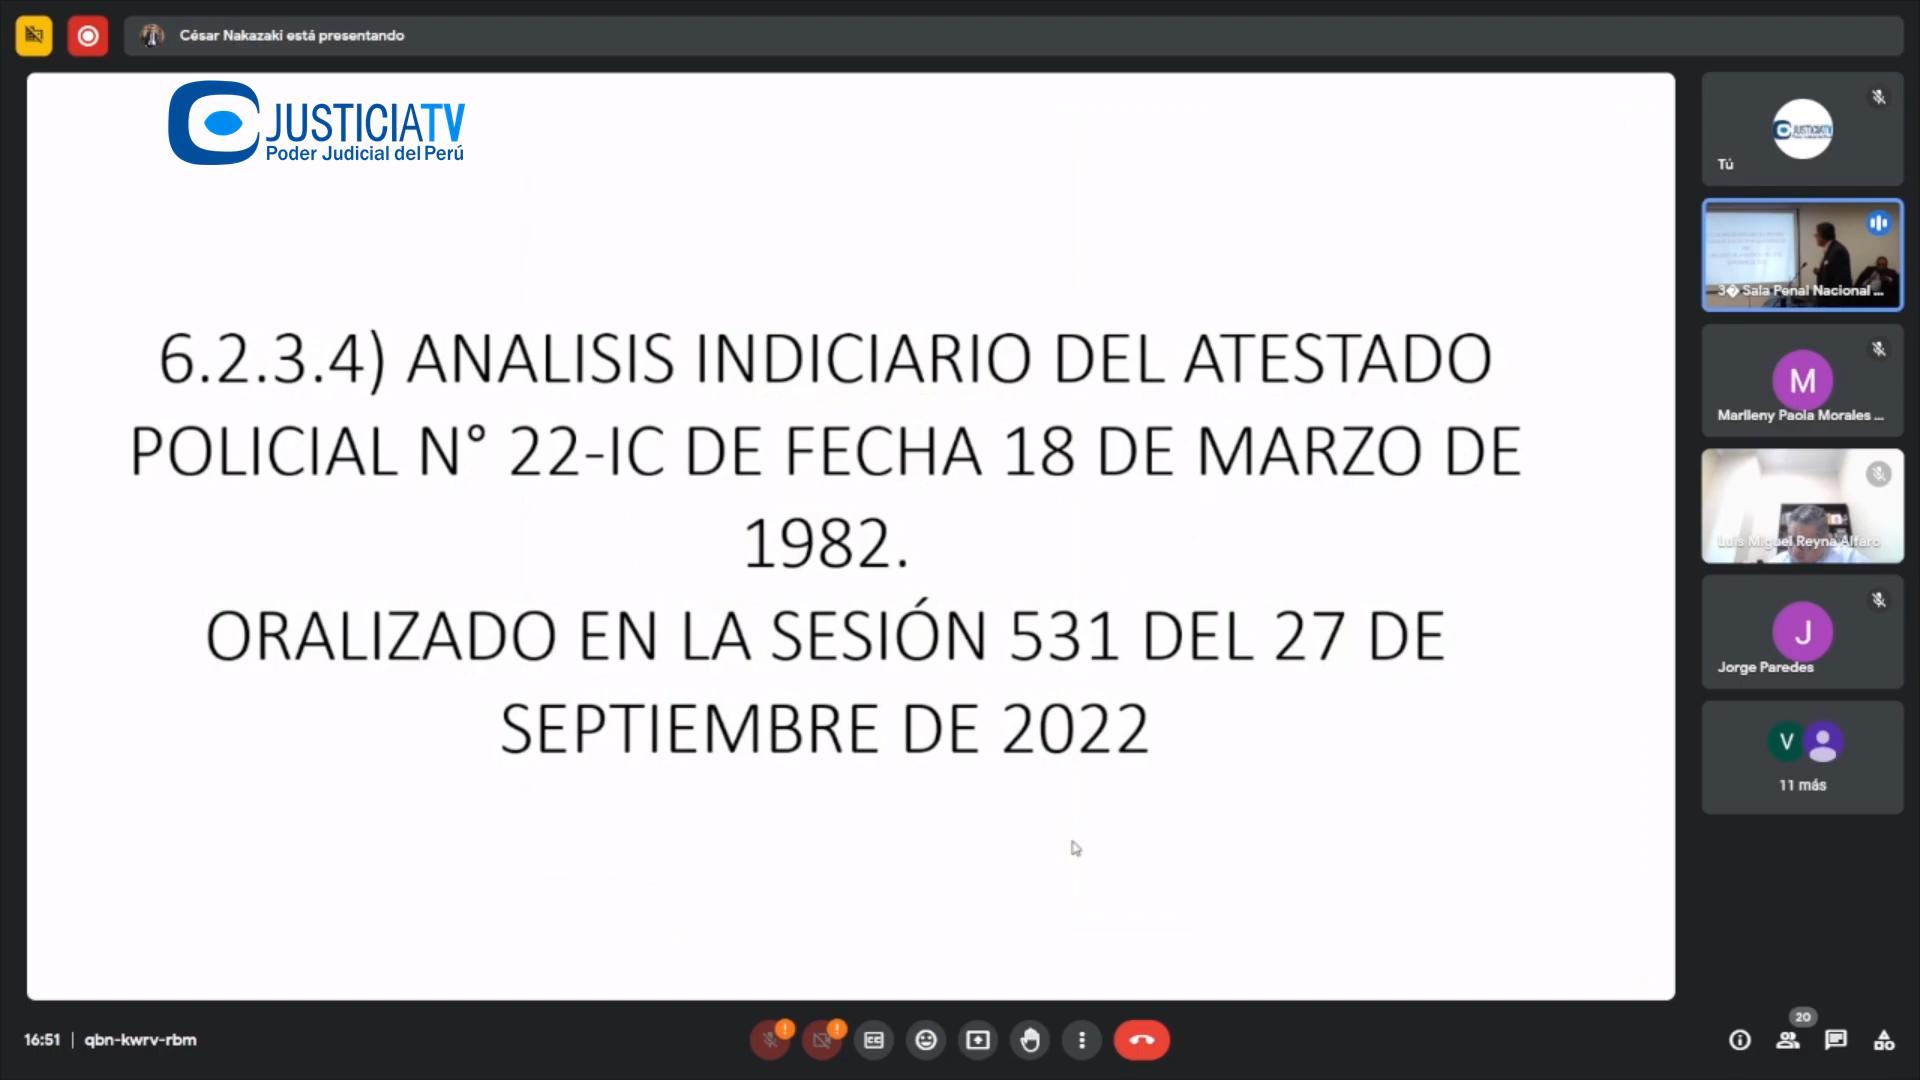 César Nakazaki está presentando
JUSTICIATV
Poder Judicial del Perú
6.2.3.4) ANALISIS INDICIARIO DEL ATESTADO
POLICIAL N° 22-IC DE FECHA 18 DE MARZO DE
1982.
ORALIZADO EN LA SESIÓN 531 DEL 27 DE
SEPTIEMBRE DE 2022
JUSTICIATV
Tú
3� Sala Penal Nacional ...
M
Marlleny Paola Morales ...
Luis Miguel Reyna Alfaro
J
Jorge Paredes
V
11 más
16:51 | qbn-kwrv-rbm
20